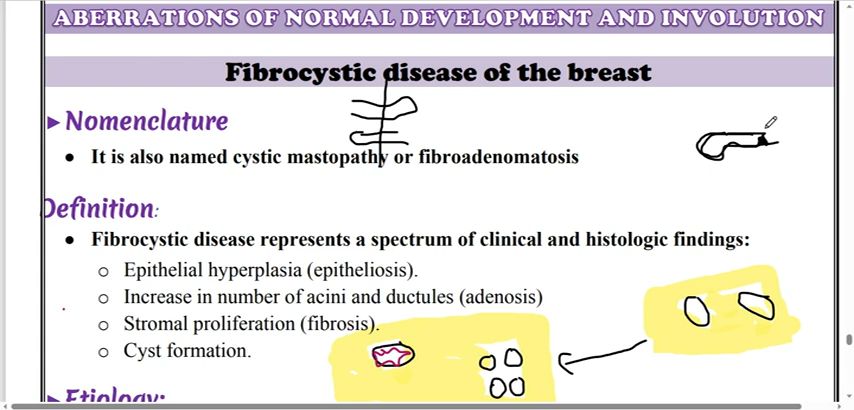 ABERRATIONS OF NORMAL DEVELOPMENT AND INVOLUTION
Fibrocystic disease of the breast
►Nomenclature
• It is also named cystic mastopathy or fibroadenomatosis
Definition:
• Fibrocystic disease represents a spectrum of clinical and histologic findings:
o Epithelial hyperplasia (epitheliosis).
o Increase in number of acini and ductules (adenosis)
o Stromal proliferation (fibrosis).
o Cyst formation.
►Etiology: